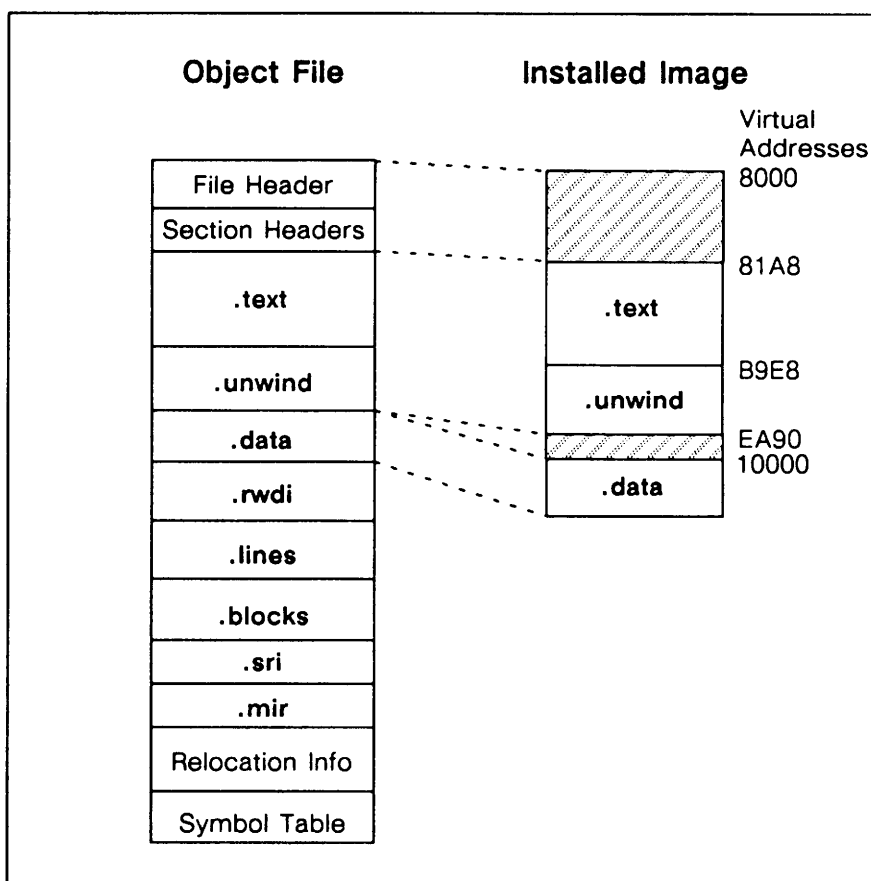 Object File
File Header
Section Headers
.text
.unwind
.data
.rwdi
.lines
.blocks
.sri
.mir
Relocation Info
Symbol Table
Installed Image
Virtual
Addresses
8000
81A8
.text
B9E8
.unwind
EA90
10000
.data